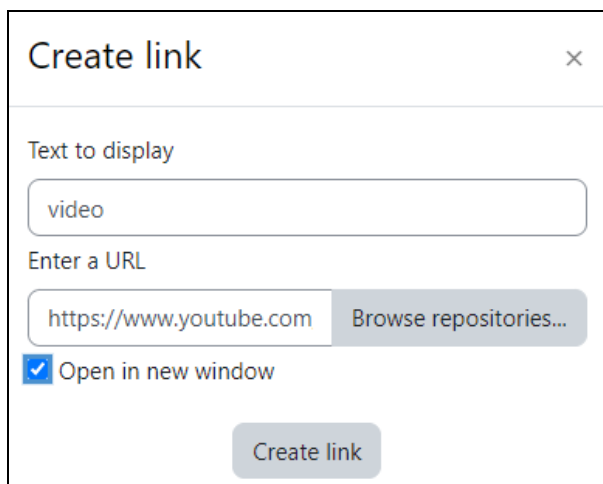 Create link ×
Text to display
video
Enter a URL
https://www.youtube.com Browse repositories...
Open in new window
Create link